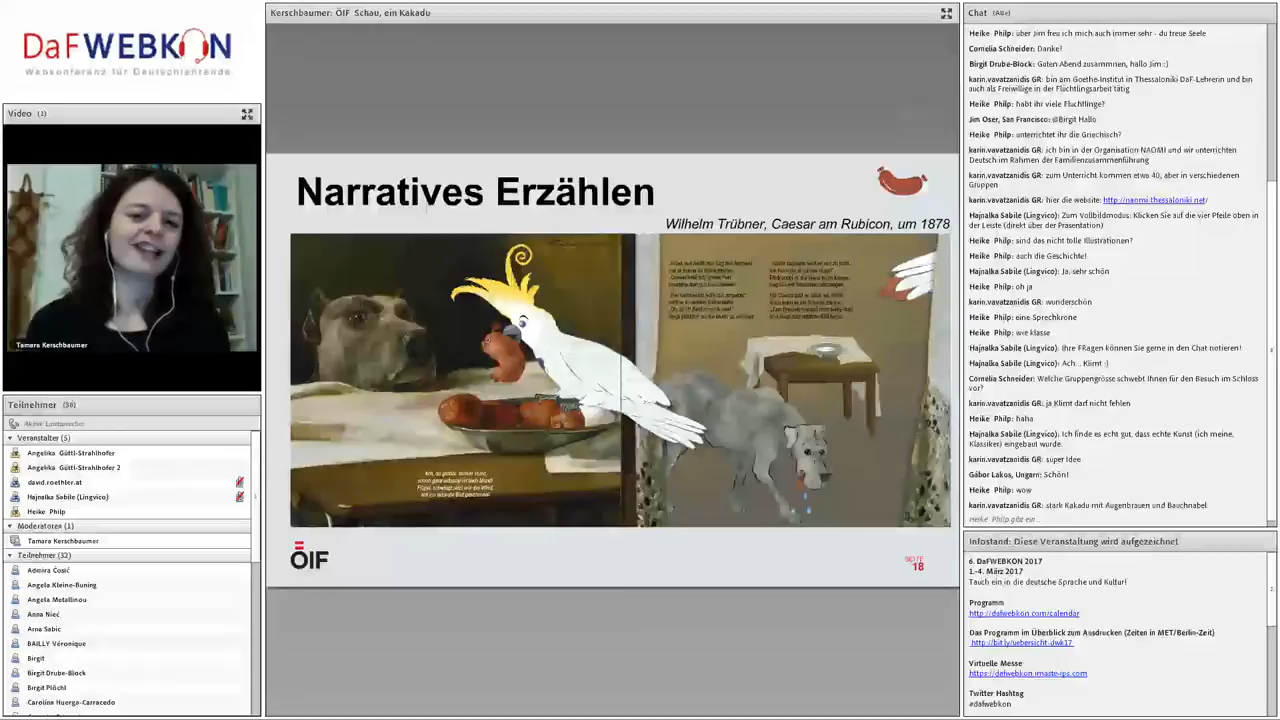 DaFWEBKON
Webkonferenz für Deutschlehrende
Video (1)
Tamara Kerschbaumer
Teilnehmer (38)
Aktive Lautsprecher
Veranstalter (5)
Angelika Güttl-Strahlhofer
Angelika Güttl-Strahlhofer 2
david.roethler.at
Hajnalka Sabile (Lingvico)
Heike Philp
Moderatoren (1)
Tamara Kerschbaumer
Teilnehmer (32)
Admira Ćosić
Angela Kleine-Buning
Angela Metallinou
Anna Nieć
Arna Sabic
BAILLY Véronique
Birgit
Birgit Drube-Block
Birgit Plöchl
Carolina Huerga-Carracedo
Kerschbaumer: ÖIF Schau, ein Kakadu
Narratives Erzählen
Wilhelm Trübner, Caesar am Rubicon, um 1878
ÖIF
SEITE
18
Chat (Alle)
Heike Philp: über Jim freu ich mich auch immer sehr - du treue Seele
Cornelia Schneider: Danke!
Birgit Drube-Block: Guten Abend zusammnen, hallo Jim :)
karin.vavatzanidis GR: bin am Goethe-Institut in Thessaloniki DaF-Lehrerin und bin
auch als Freiwillige in der Flüchtlingsarbeit tätig
Heike Philp: habt ihr viele Fluchtlinge?
Jim Oser, San Francisco: @Birgit Hallo
Heike Philp: unterrichtet ihr die Griechisch?
karin.vavatzanidis GR: ich bin in der Organisation NAOMI und wir unterrichten
Deutsch im Rahmen der Familienzusammenführung
karin.vavatzanidis GR: zum Unterricht kommen etwa 40, aber in verschiedenen
Gruppen
karin.vavatzanidis GR: hier die website: http://naomi.thessaloniki.net/
Hajnalka Sabile (Lingvico): Zum Vollbildmodus: Klicken Sie auf die vier Pfeile oben in
der Leiste (direkt über der Präsentation)
Heike Philp: sind das nicht tolle Illustrationen?
Heike Philp: auch die Geschichte!
Hajnalka Sabile (Lingvico): Ja, sehr schön
Heike Philp: oh ja
karin.vavatzanidis GR: wunderschön
Heike Philp: eine Sprechkrone
Heike Philp: wie klasse
Hajnalka Sabile (Lingvico): Ihre FRagen können Sie gerne in den Chat notieren!
Hajnalka Sabile (Lingvico): Ach... Klimt :)
Cornelia Schneider: Welche Gruppengrösse schwebt Ihnen für den Besuch im Schloss
vor?
karin.vavatzanidis GR: ja Klimt darf nicht fehlen
Heike Philp: haha
Hajnalka Sabile (Lingvico): Ich finde es echt gut, dass echte Kunst (ich meine,
Klassiker) eingebaut wurde.
karin.vavatzanidis GR: super Idee
Gábor Lakos, Ungarn: Schön!
Heike Philp: wow
karin.vavatzanidis GR: stark Kakadu mit Augenbrauen und Bauchnabel
Heike Philp gibt ein...
Infostand: Diese Veranstaltung wird aufgezeichnet
6. DaFWEBKON 2017
1.-4. März 2017
Tauch ein in die deutsche Sprache und Kultur!
Programm
http://dafwebkon.com/calendar
Das Programm im Überblick zum Ausdrucken (Zeiten in MET/Berlin-Zeit)
http://bit.ly/uebersicht-dwk17
Virtuelle Messe
https://dafwebkon.imaste-ips.com
Twitter Hashtag
#dafwebkon